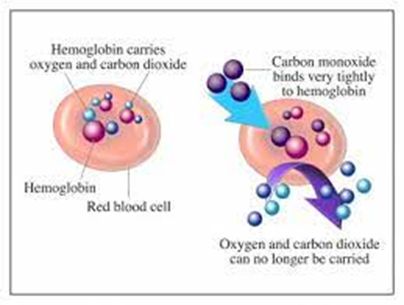 Hemoglobin carries
oxygen and carbon dioxide
Hemoglobin
Red blood cell
Carbon monoxide
binds very tightly
to hemoglobin
Oxygen and carbon dioxide
can no longer be carried